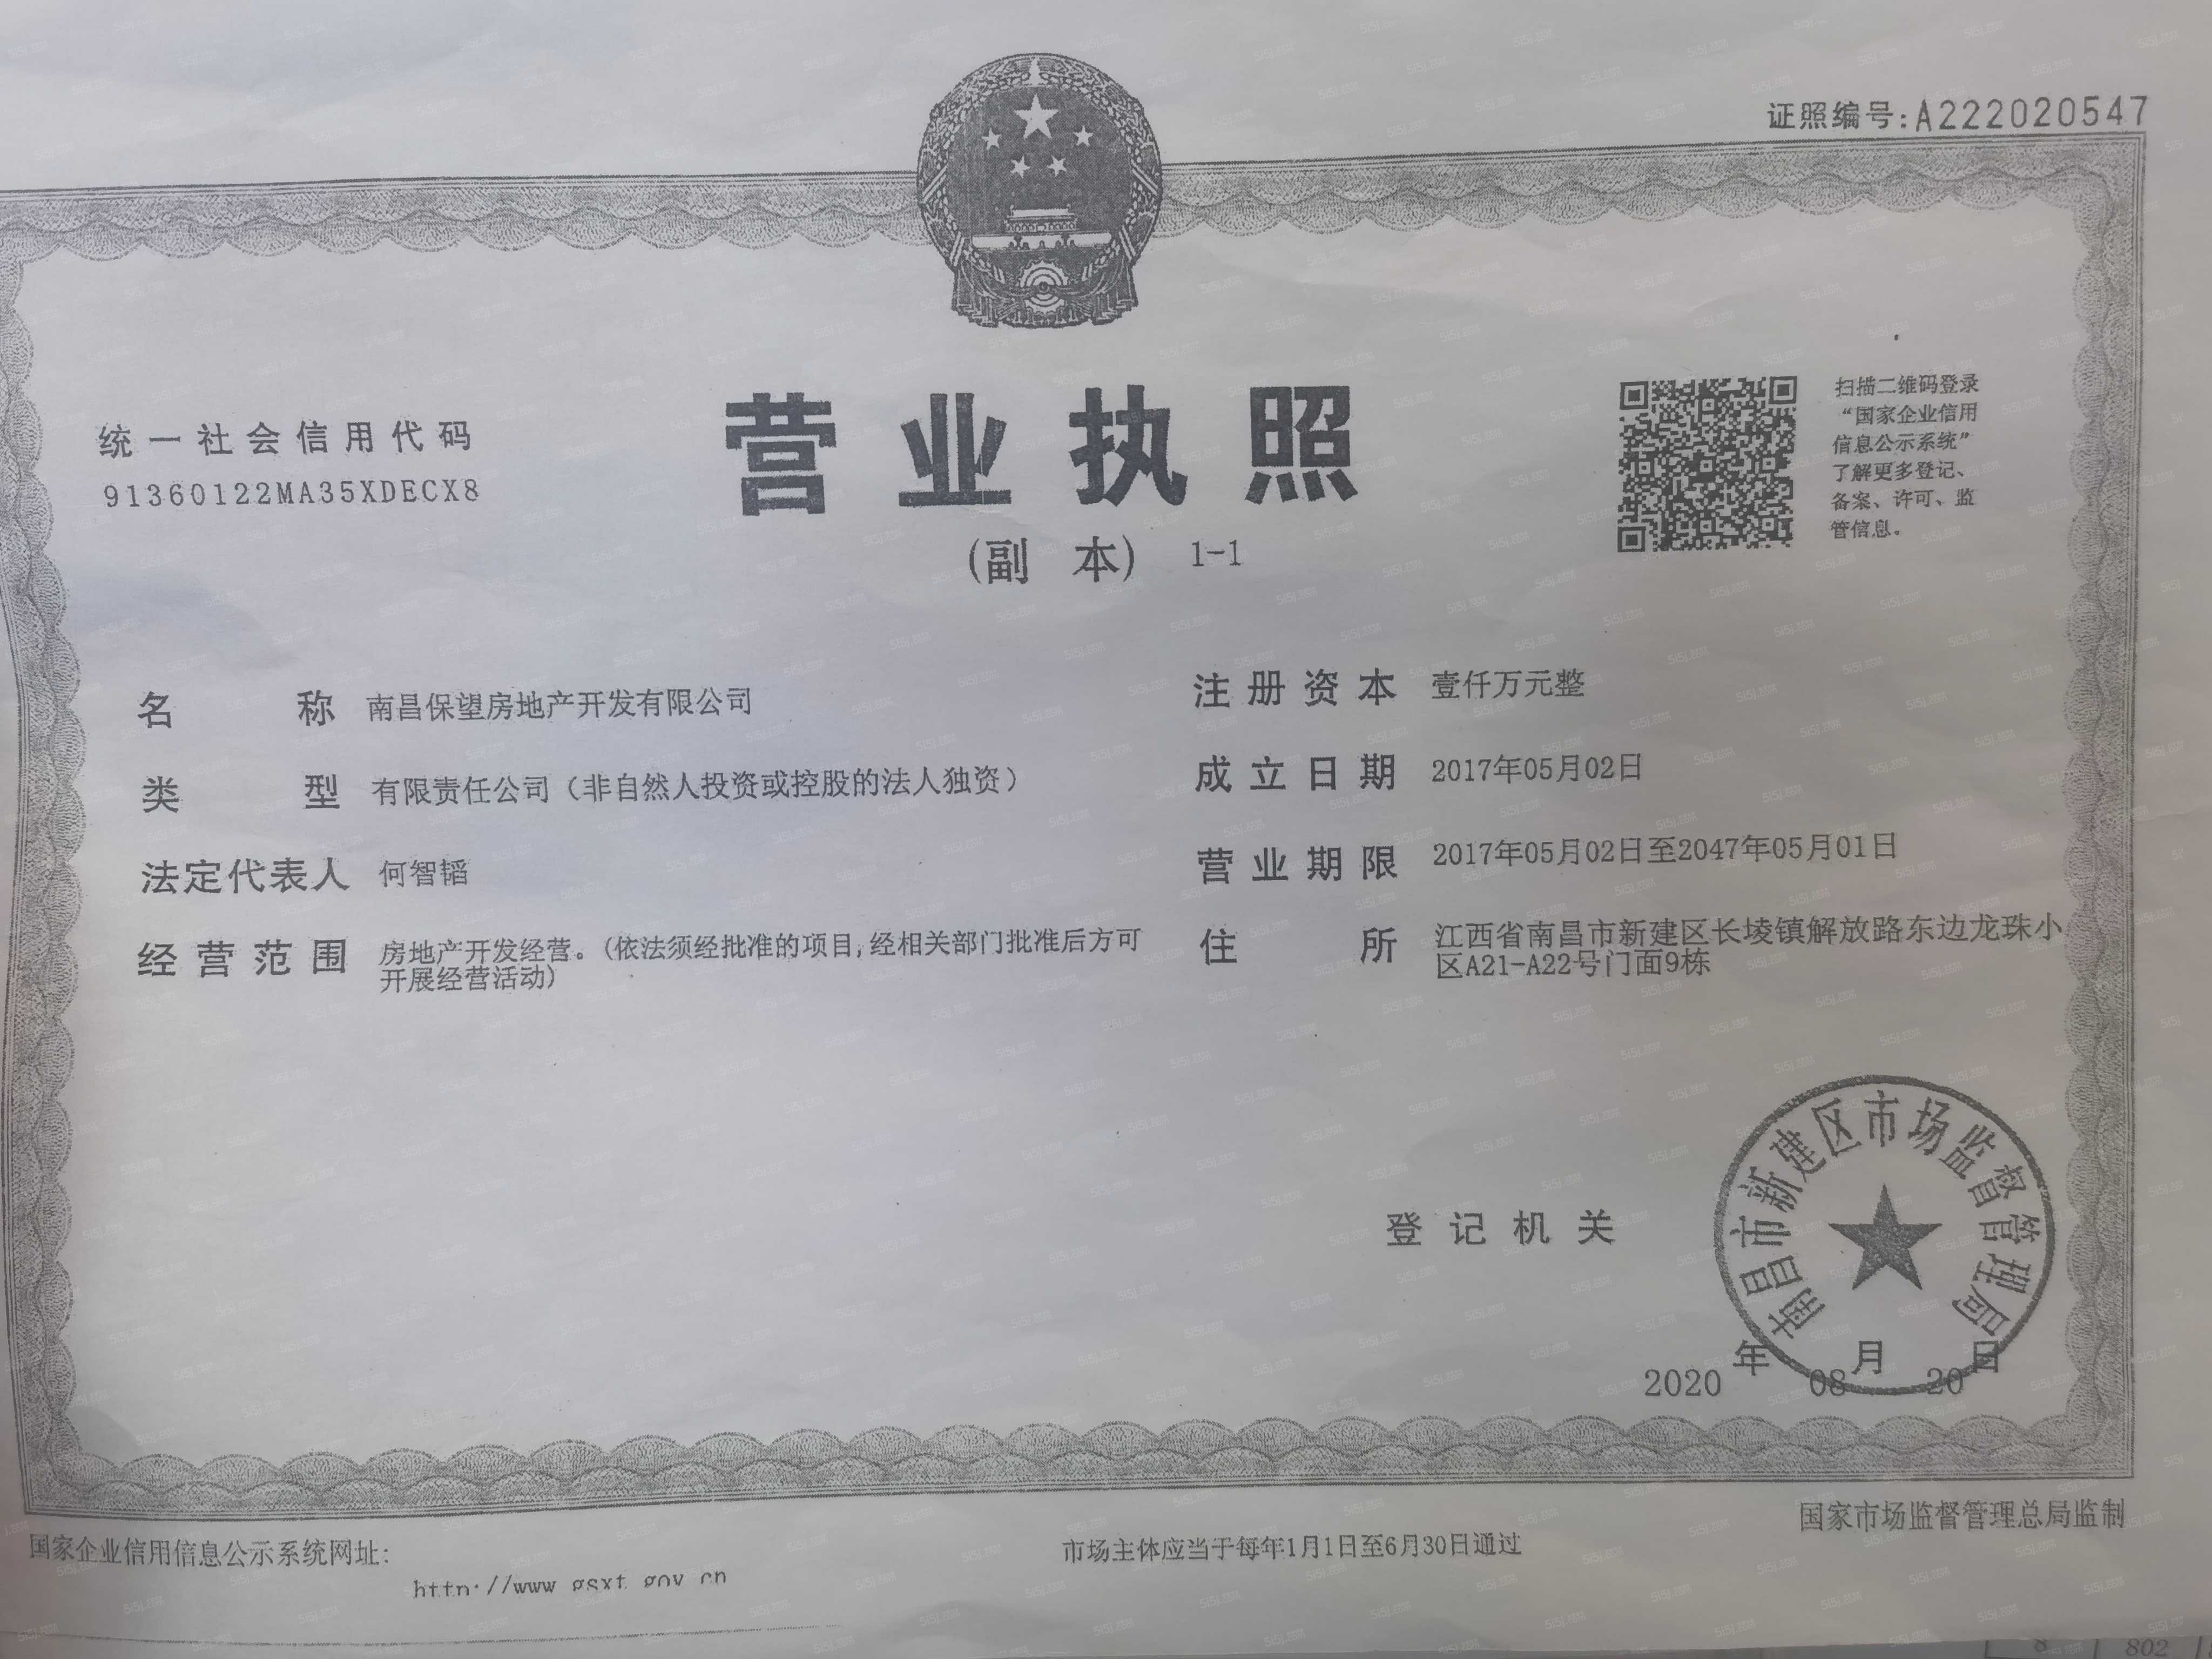 证照编号:A222020547
统一社会信用代码
91360122MA35XDECX8
营业执照
(副 本) 1-1
扫描二维码登录
“国家企业信用
信息公示系统”
了解更多登记、
备案、许可、监
管信息。
名 称 南昌保望房地产开发有限公司
类 型 有限责任公司（非自然人投资或控股的法人独资）
法定代表人 何智韬
经营范围 房地产开发经营。(依法须经批准的项目,经相关部门批准后方可
开展经营活动)
注册资本 壹仟万元整
成立日期 2017年05月02日
营业期限 2017年05月02日至2047年05月01日
住 所 江西省南昌市新建区长堎镇解放路东边龙珠小
区A21-A22号门面9栋
登记机关
南昌市新建区市场监督管理局
2020年08月20日
国家企业信用信息公示系统网址:
http://www.gsxt.gov.cn
市场主体应当于每年1月1日至6月30日通过
国家市场监督管理总局监制
8 802